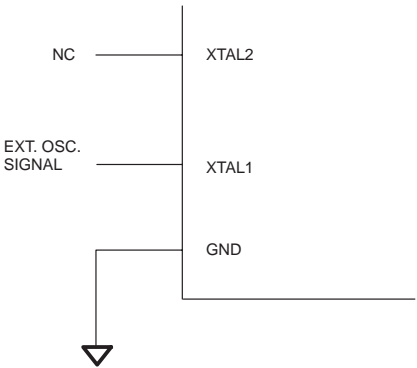 NC
XTAL2
EXT. OSC.
SIGNAL
XTAL1
GND